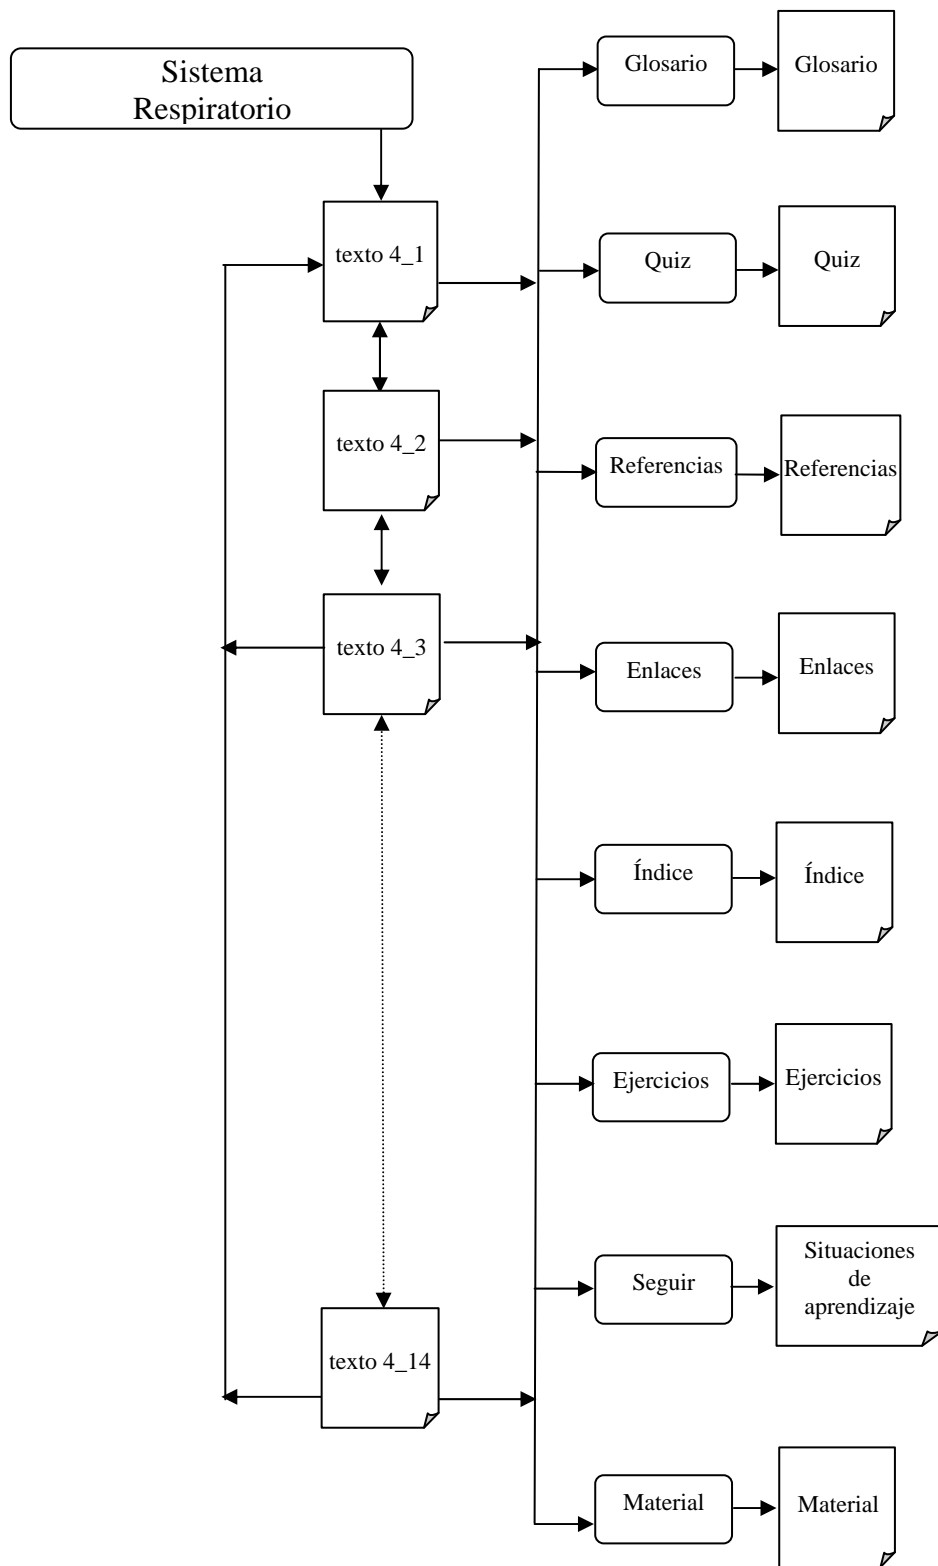 Sistema
Respiratorio
Glosario
Glosario
texto 4_1
Quiz
Quiz
texto 4_2
Referencias
Referencias
texto 4_3
Enlaces
Enlaces
Índice
Índice
Ejercicios
Ejercicios
Seguir
Situaciones
de
aprendizaje
texto 4_14
Material
Material